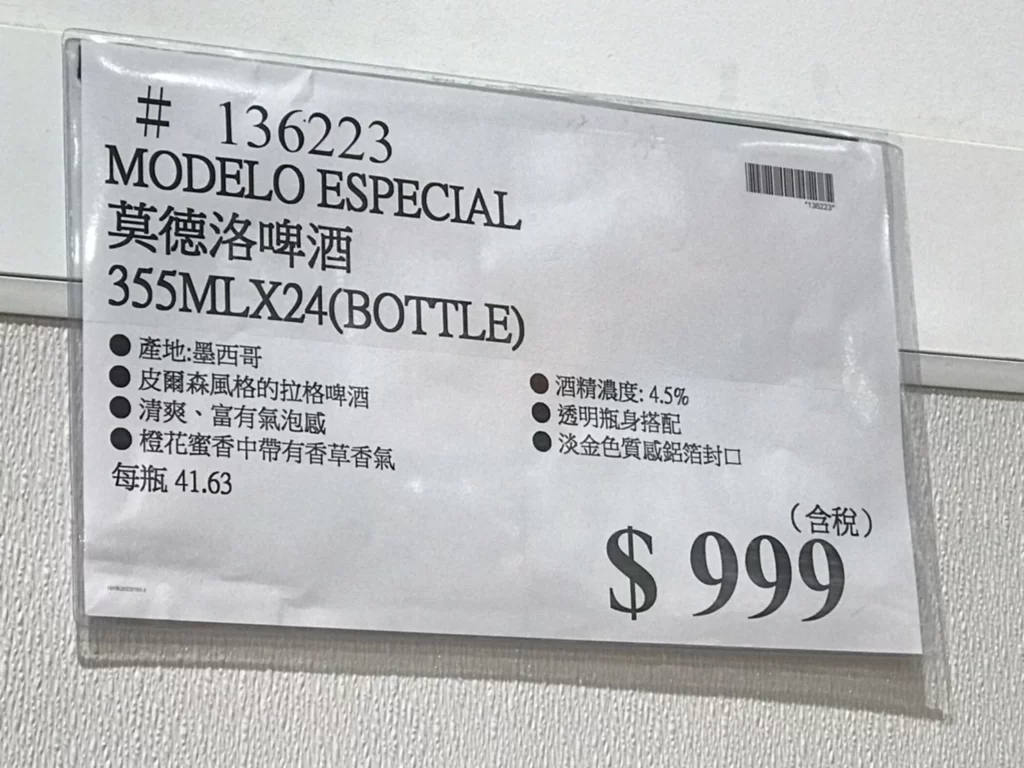 # 136223
MODELO ESPECIAL
莫德洛啤酒
355MLX24(BOTTLE)
●產地:墨西哥
●皮爾森風格的拉格啤酒
●清爽、富有氣泡感
●橙花蜜香中帶有香草香氣
每瓶 41.63
*136223*
●酒精濃度: 4.5%
●透明瓶身搭配
●淡金色質感鋁箔封口
（含稅）
$ 999